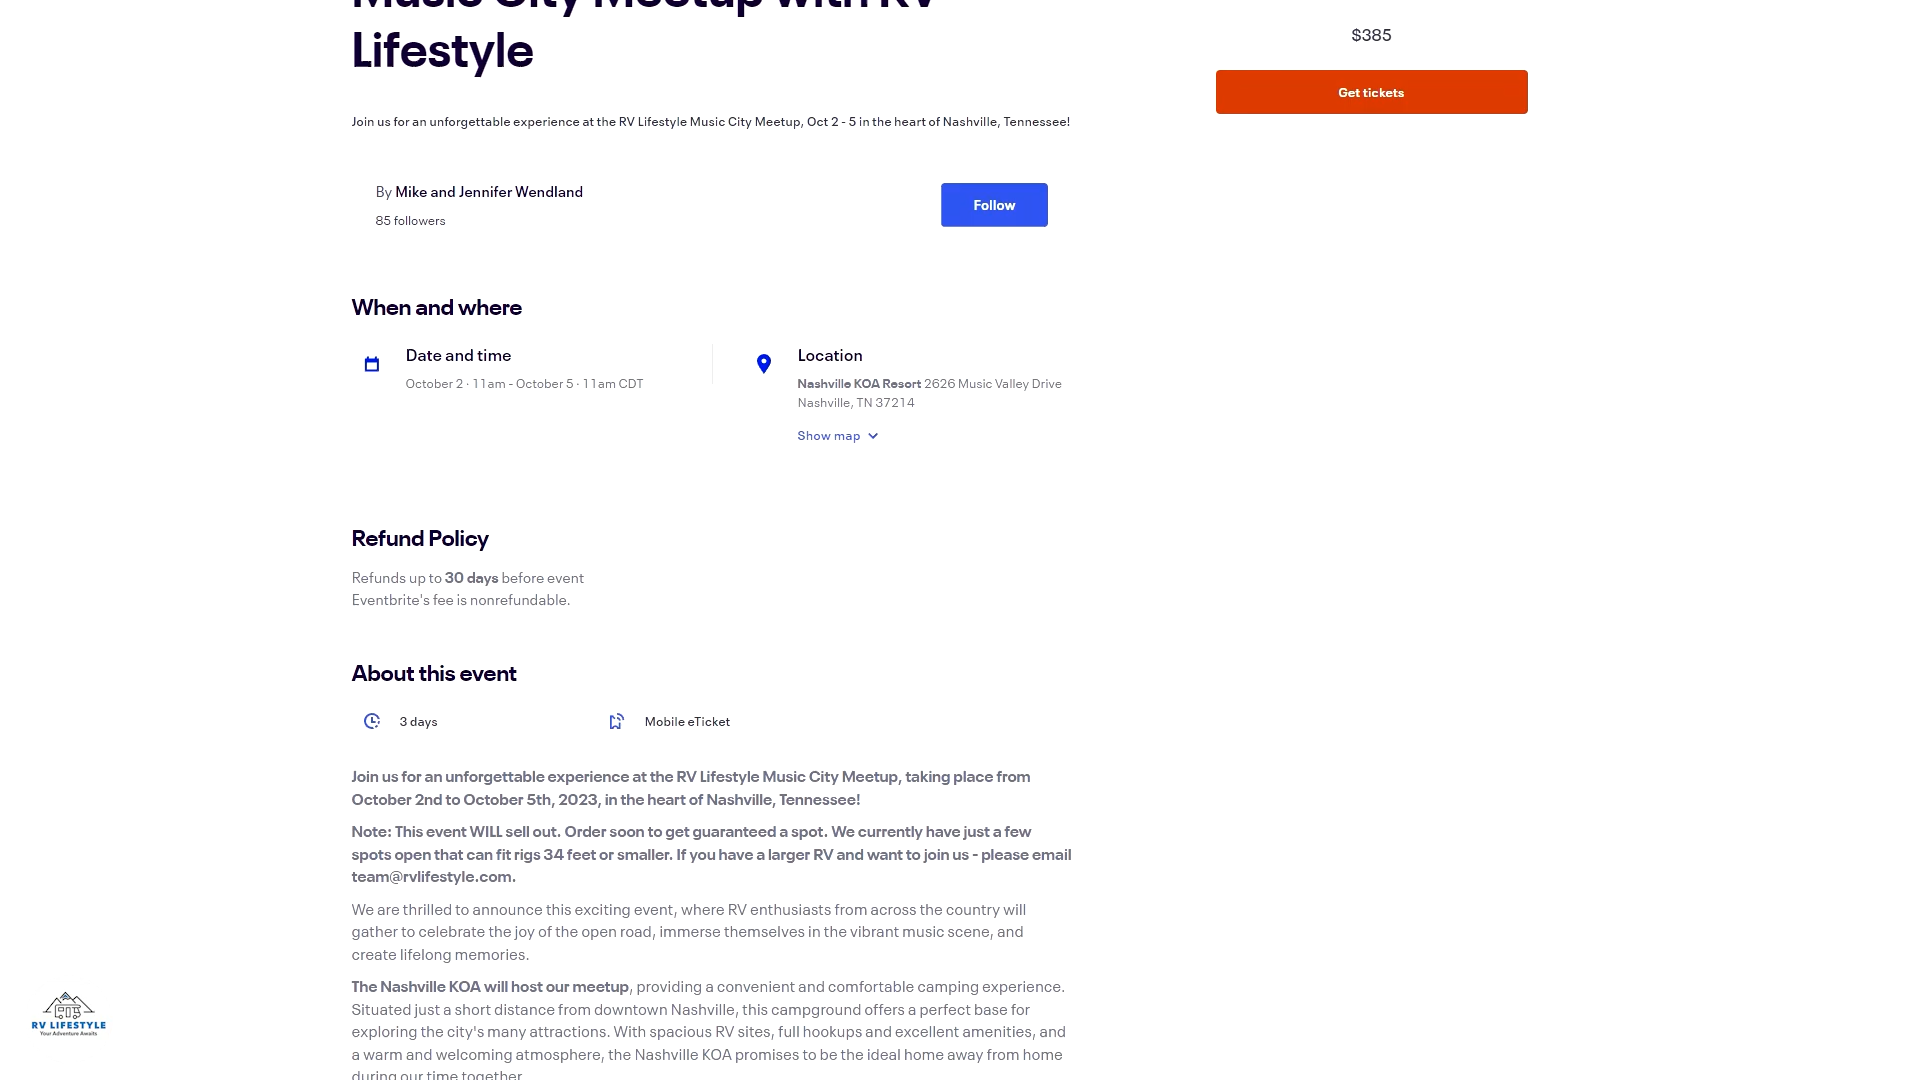 Music City Meetup with RV
Lifestyle
$385
Get tickets
Join us for an unforgettable experience at the RV Lifestyle Music City Meetup, Oct 2 - 5 in the heart of Nashville, Tennessee!
By Mike and Jennifer Wendland
85 followers
Follow
When and where
Date and time
October 2 · 11am - October 5 · 11am CDT
Location
Nashville KOA Resort 2626 Music Valley Drive
Nashville, TN 37214
Show map
Refund Policy
Refunds up to 30 days before event
Eventbrite's fee is nonrefundable.
About this event
3 days
Mobile eTicket
Join us for an unforgettable experience at the RV Lifestyle Music City Meetup, taking place from
October 2nd to October 5th, 2023, in the heart of Nashville, Tennessee!
Note: This event WILL sell out. Order soon to get guaranteed a spot. We currently have just a few
spots open that can fit rigs 34 feet or smaller. If you have a larger RV and want to join us - please email
team@rvlifestyle.com.
We are thrilled to announce this exciting event, where RV enthusiasts from across the country will
gather to celebrate the joy of the open road, immerse themselves in the vibrant music scene, and
create lifelong memories.
The Nashville KOA will host our meetup, providing a convenient and comfortable camping experience.
Situated just a short distance from downtown Nashville, this campground offers a perfect base for
exploring the city's many attractions. With spacious RV sites, full hookups and excellent amenities, and
a warm and welcoming atmosphere, the Nashville KOA promises to be the ideal home away from home
during our time together.
RV LIFESTYLE
Your Adventure Awaits